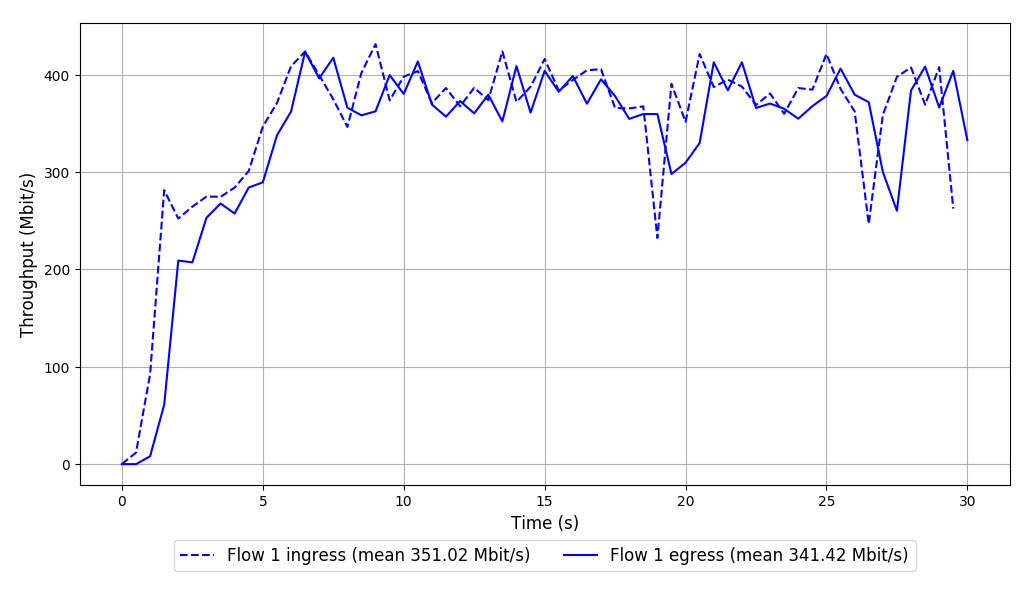 Throughput (Mbit/s)
400
300
200
100
0
0 5 10 15 20 25 30
Time (s)
Flow 1 ingress (mean 351.02 Mbit/s) Flow 1 egress (mean 341.42 Mbit/s)